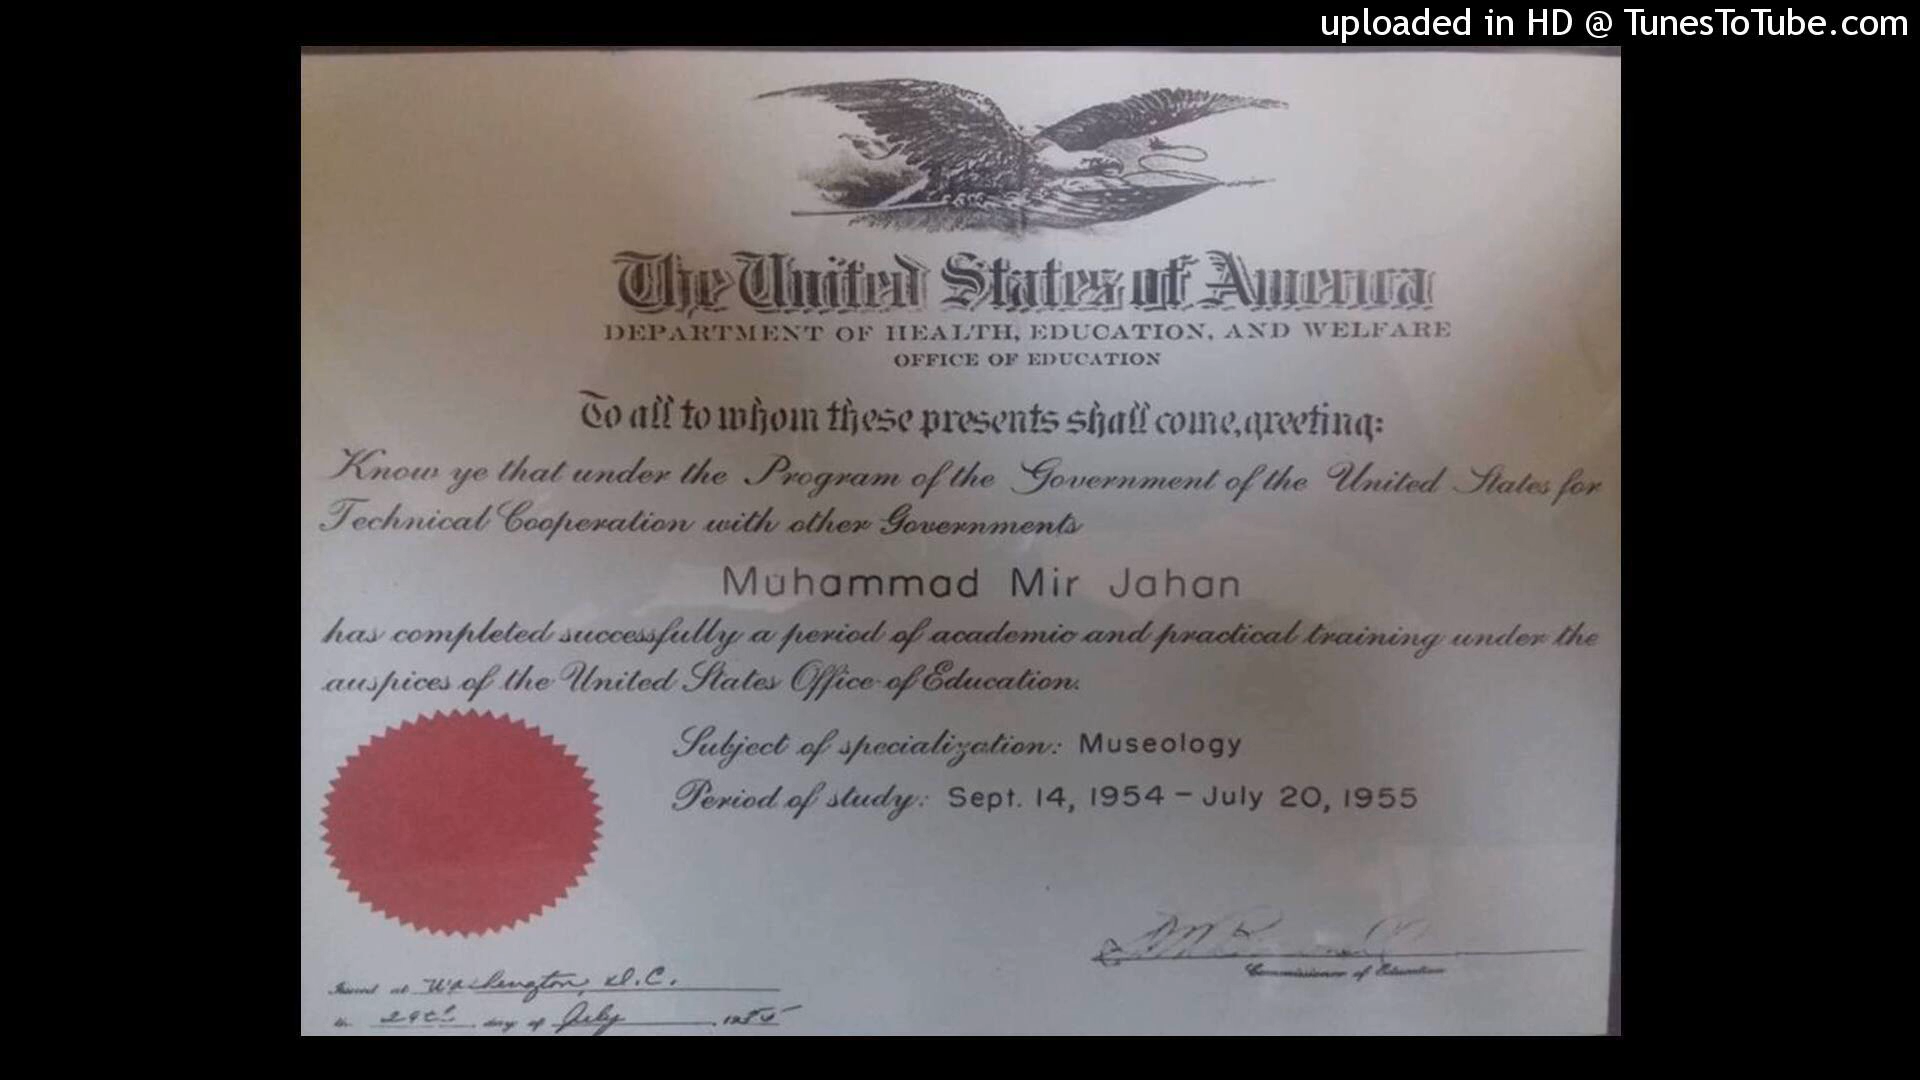 uploaded in HD @ TunesToTube.com
The United States of America
DEPARTMENT OF HEALTH, EDUCATION, AND WELFARE
OFFICE OF EDUCATION
To all to whom these presents shall come, greeting:
Know ye that under the Program of the Government of the United States for
Technical Cooperation with other Governments
Muhammad Mir Jahan
has completed successfully a period of academic and practical training under the
auspices of the United States Office of Education.
Subject of specialization: Museology
Period of study: Sept. 14, 1954 - July 20, 1955
Commissioner of Education
Issued at Washington, D.C.
day of July 1955